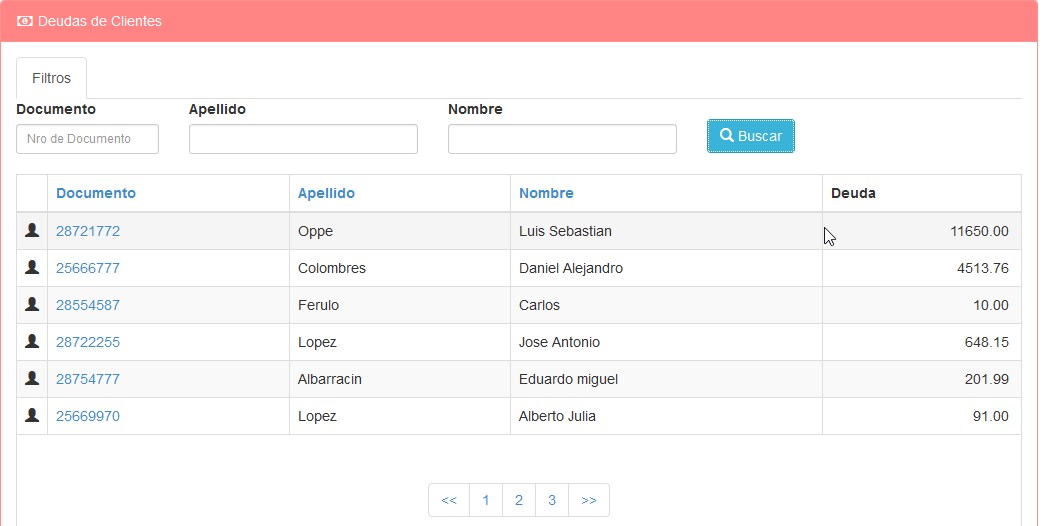 Deudas de Clientes
Filtros
Documento Apellido Nombre
Nro de Documento Buscar
Documento Apellido Nombre Deuda
28721772 Oppe Luis Sebastian 11650.00
25666777 Colombres Daniel Alejandro 4513.76
28554587 Ferulo Carlos 10.00
28722255 Lopez Jose Antonio 648.15
28754777 Albarracin Eduardo miguel 201.99
25669970 Lopez Alberto Julia 91.00
<< 1 2 3 >>